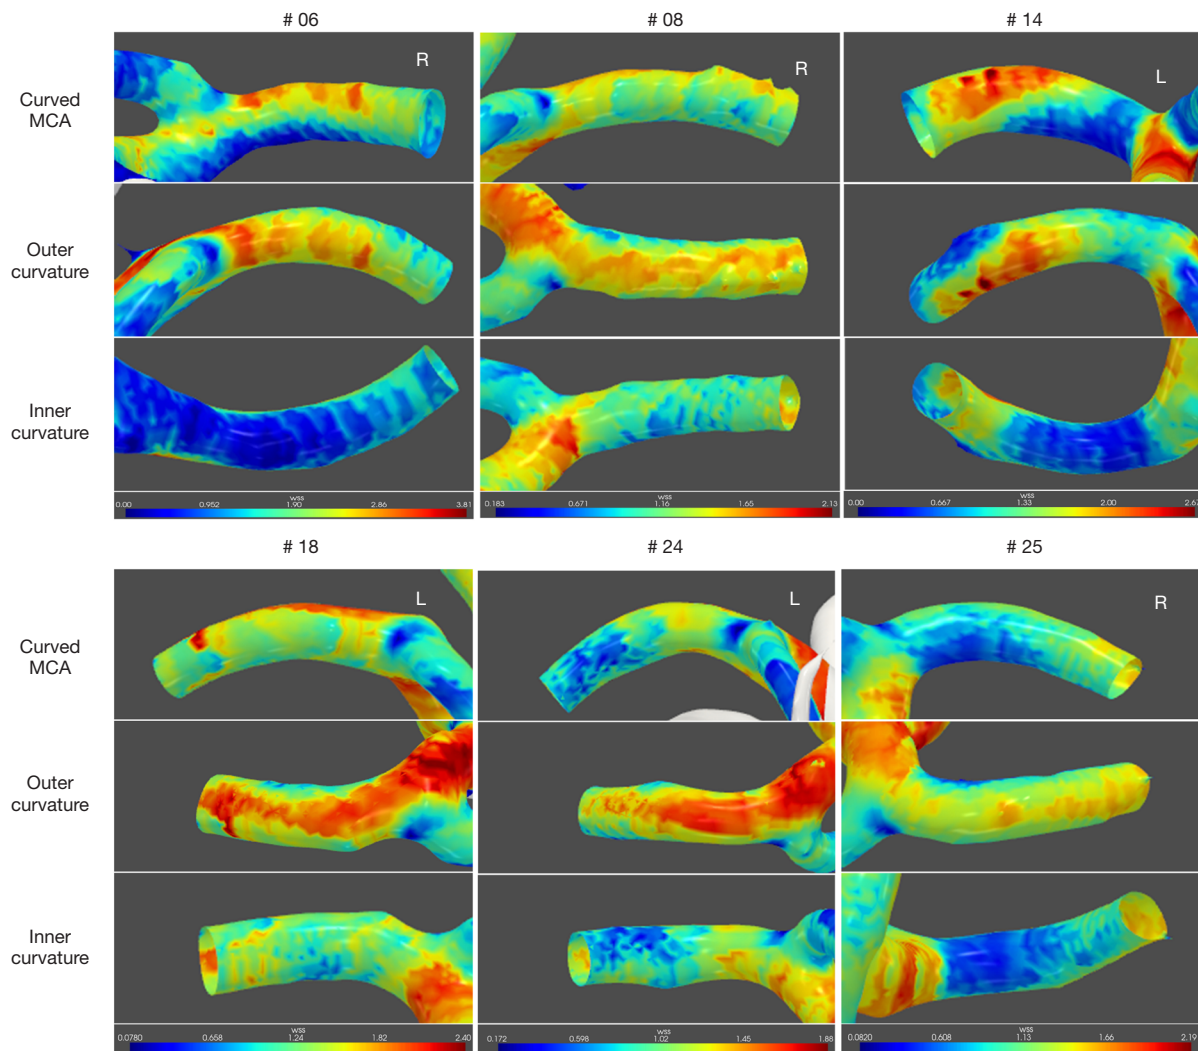 # 06 # 08 # 14
R R L
Curved
MCA
Outer
curvature
Inner
curvature
wss wss wss
0.00 0.952 1.90 2.86 3.81 0.183 0.671 1.16 1.65 2.13 0.00 0.667 1.33 2.00 2.67
# 18 # 24 # 25
L L R
Curved
MCA
Outer
curvature
Inner
curvature
wss wss wss
0.0780 0.658 1.24 1.82 2.40 0.172 0.598 1.02 1.45 1.88 0.0820 0.608 1.13 1.66 2.19